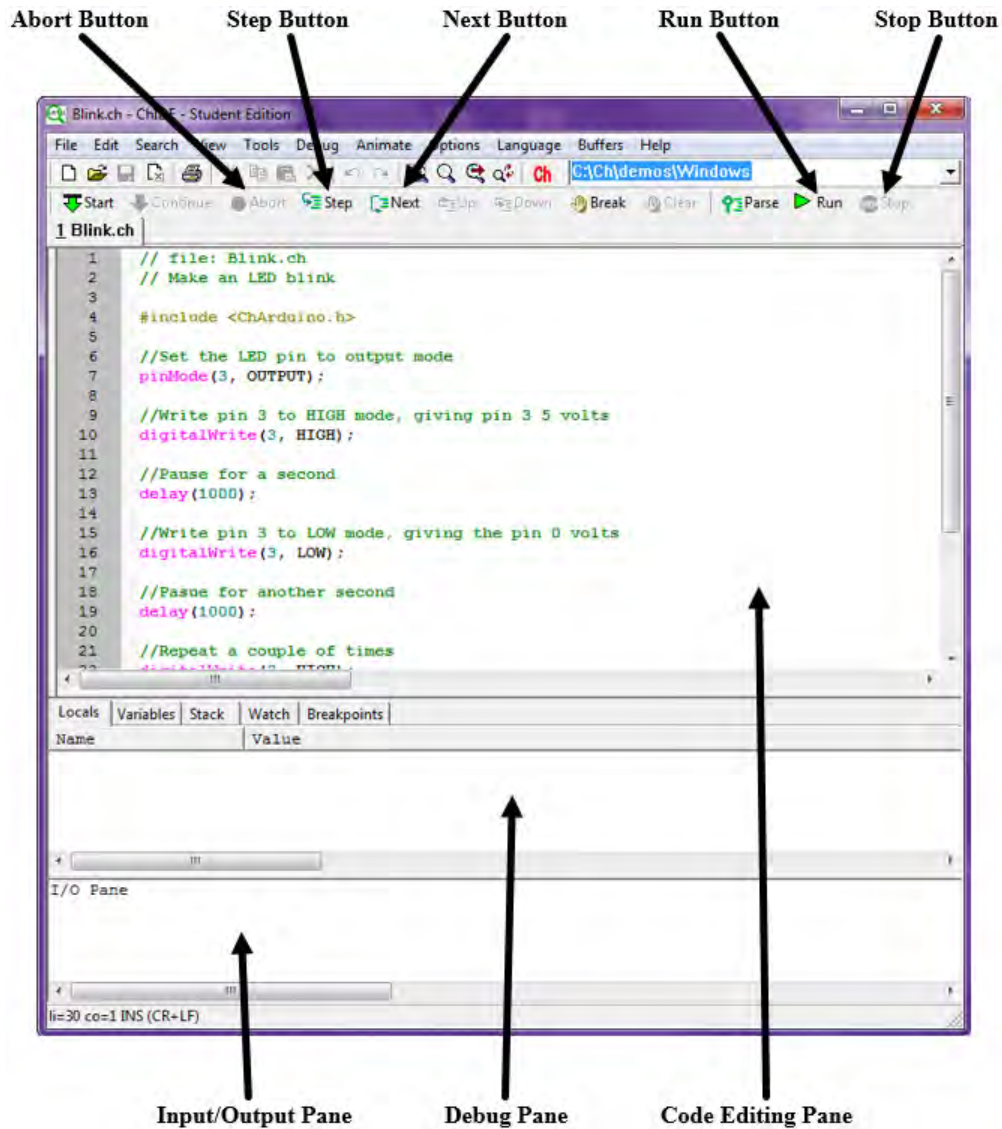 Abort Button Step Button Next Button Run Button Stop Button
Blink.ch - ChIDE - Student Edition
File Edit Search View Tools Debug Animate Options Language Buffers Help
Ch C:\Ch\demos\Windows
Start Continue Abort Step Next Up Down Break Clear Parse Run Stop
1 Blink.ch
1 // file: Blink.ch
2 // Make an LED blink
3
4 #include <ChArduino.h>
5
6 //Set the LED pin to output mode
7 pinMode(3, OUTPUT);
8
9 //Write pin 3 to HIGH mode, giving pin 3 5 volts
10 digitalWrite(3, HIGH);
11
12 //Pause for a second
13 delay(1000);
14
15 //Write pin 3 to LOW mode, giving the pin 0 volts
16 digitalWrite(3, LOW);
17
18 //Pasue for another second
19 delay(1000);
20
21 //Repeat a couple of times
Locals Variables Stack Watch Breakpoints
Name Value
I/O Pane
li=30 co=1 INS (CR+LF)
Input/Output Pane Debug Pane Code Editing Pane